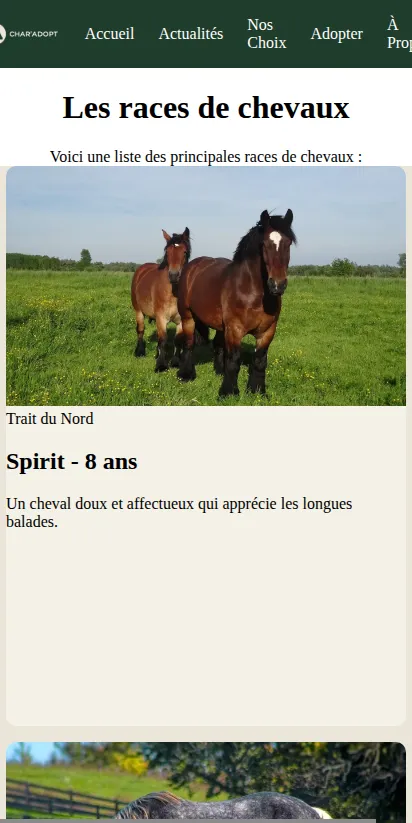 CHAR'ADOPT
Accueil
Actualités
Nos
Choix
Adopter
À
Les races de chevaux
Voici une liste des principales races de chevaux :
Trait du Nord
Spirit - 8 ans
Un cheval doux et affectueux qui apprécie les longues
balades.